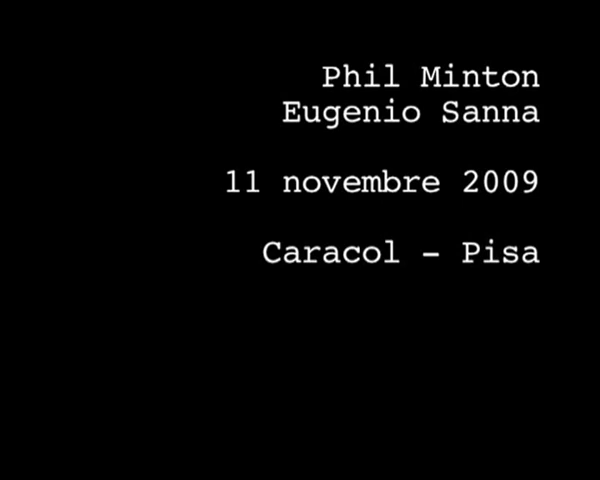 Phil Minton
Eugenio Sanna
11 novembre 2009
Caracol - Pisa